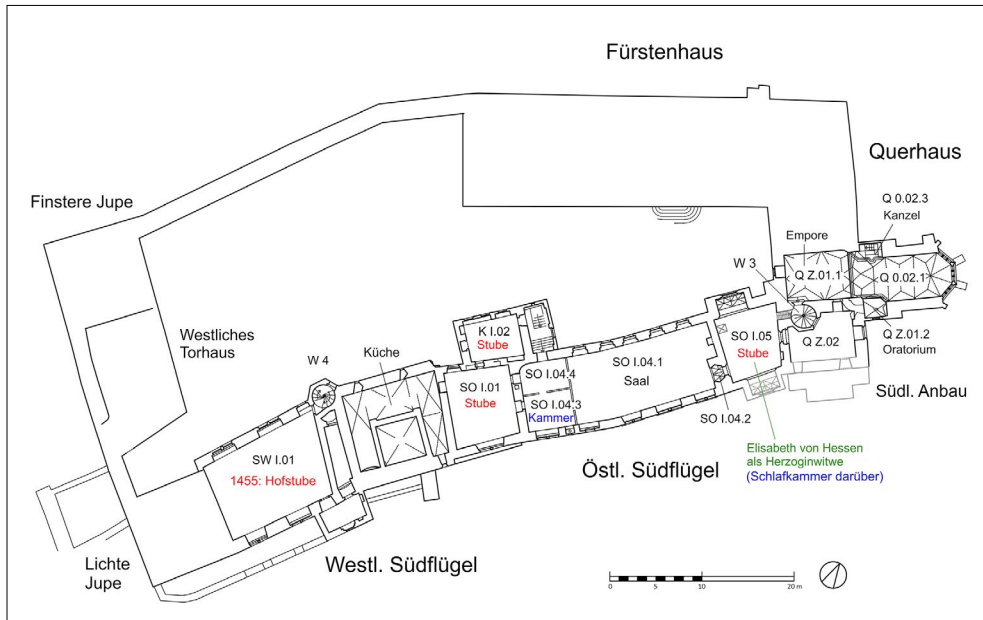 Fürstenhaus
Querhaus
Q 0.02.3
Kanzel
Finstere Jupe
Empore
W 3
Q Z.01.1
Q 0.02.1
Westliches
Torhaus
K I.02
Stube
Q Z.01.2
Oratorium
W 4
Küche
SO I.05
Stube
Q Z.02
SO I.04.4
SO I.04.1
Saal
SO I.01
Stube
SO I.04.3
Kammer
Südl. Anbau
SO I.04.2
SW I.01
1455: Hofstube
Östl. Südflügel
Elisabeth von Hessen
als Herzoginwitwe
(Schlafkammer darüber)
Lichte
Jupe
Westl. Südflügel
0 5 10 20 m